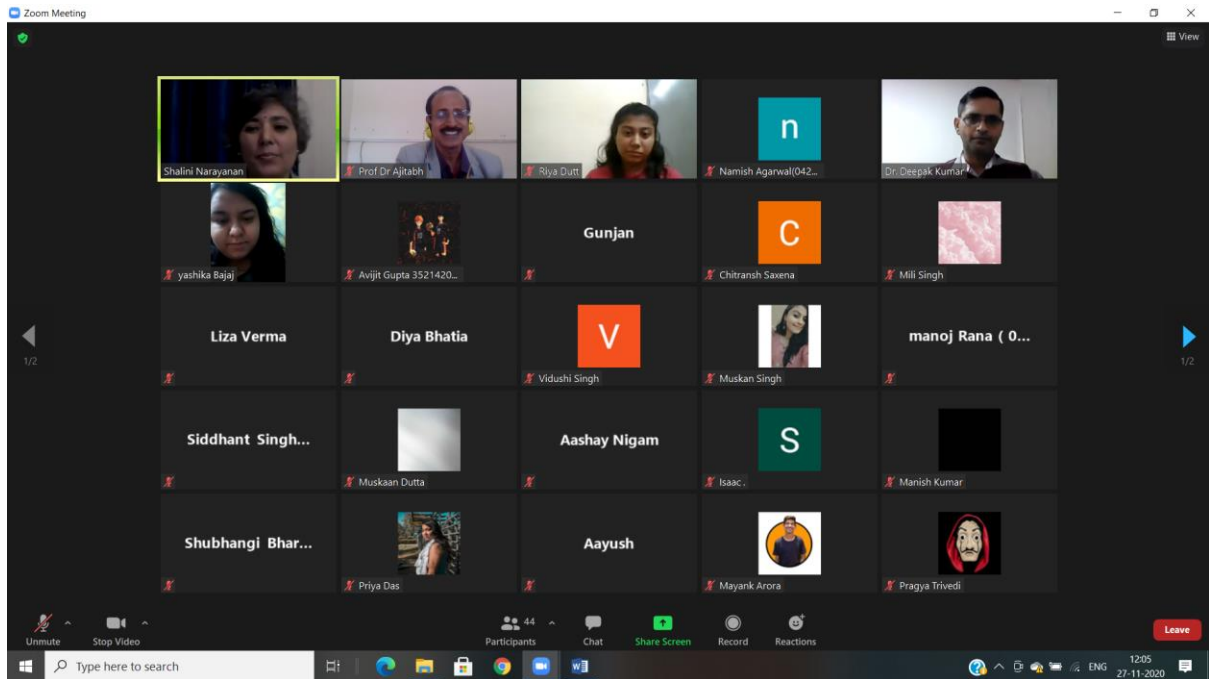 Zoom Meeting
View
Shalini Narayanan
Prof Dr Ajitabh
Riya Dutt
n
Namish Agarwal(042...
Dr. Deepak Kumar
yashika Bajaj
Avijit Gupta 3521420...
Gunjan
C
Chitransh Saxena
Mili Singh
Liza Verma
Diya Bhatia
V
Vidushi Singh
Muskan Singh
manoj Rana ( 0...
1/2
1/2
Siddhant Singh...
Muskaan Dutta
Aashay Nigam
S
Isaac .
Manish Kumar
Shubhangi Bhar...
Priya Das
Aayush
Mayank Arora
Pragya Trivedi
Unmute
Stop Video
44
Participants
Chat
Share Screen
Record
Reactions
Leave
Type here to search
W
ENG
12:05
27-11-2020